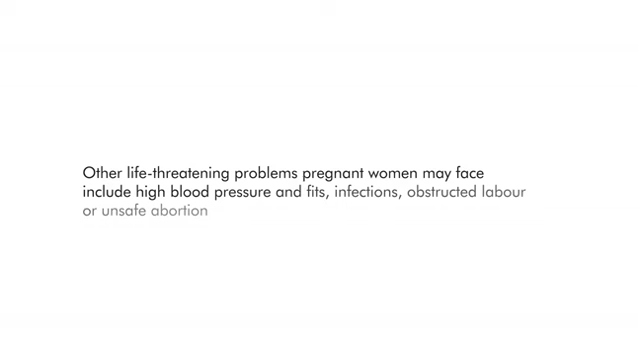 Other life-threatening problems pregnant women may face
include high blood pressure and fits, infections, obstructed labour
or unsafe abortion